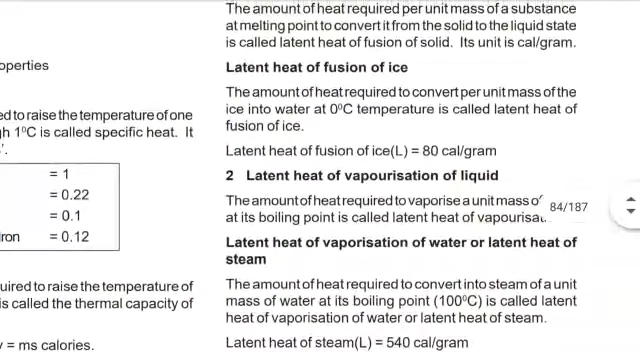 operties
ed to raise the temperature of one
gh 1⁰C is called specific heat. It
'.
= 1
= 0.22
= 0.1
iron = 0.12
uired to raise the temperature of
is called the thermal capacity of
y = ms calories.
The amount of heat required per unit mass of a substance
at melting point to convert it from the solid to the liquid state
is called latent heat of fusion of solid. Its unit is cal/gram.
Latent heat of fusion of ice
The amount of heat required to convert per unit mass of the
ice into water at 0⁰C temperature is called latent heat of
fusion of ice.
Latent heat of fusion of ice(L) = 80 cal/gram
2 Latent heat of vapourisation of liquid
The amount of heat required to vaporise a unit mass
at its boiling point is called latent heat of
84/187
Latent heat of vaporisation of water or latent heat of
steam
The amount of heat required to convert into steam of a unit
mass of water at its boiling point (100⁰C) is called latent
heat of vaporisation of water or latent heat of steam.
Latent heat of steam(L) = 540 cal/gram